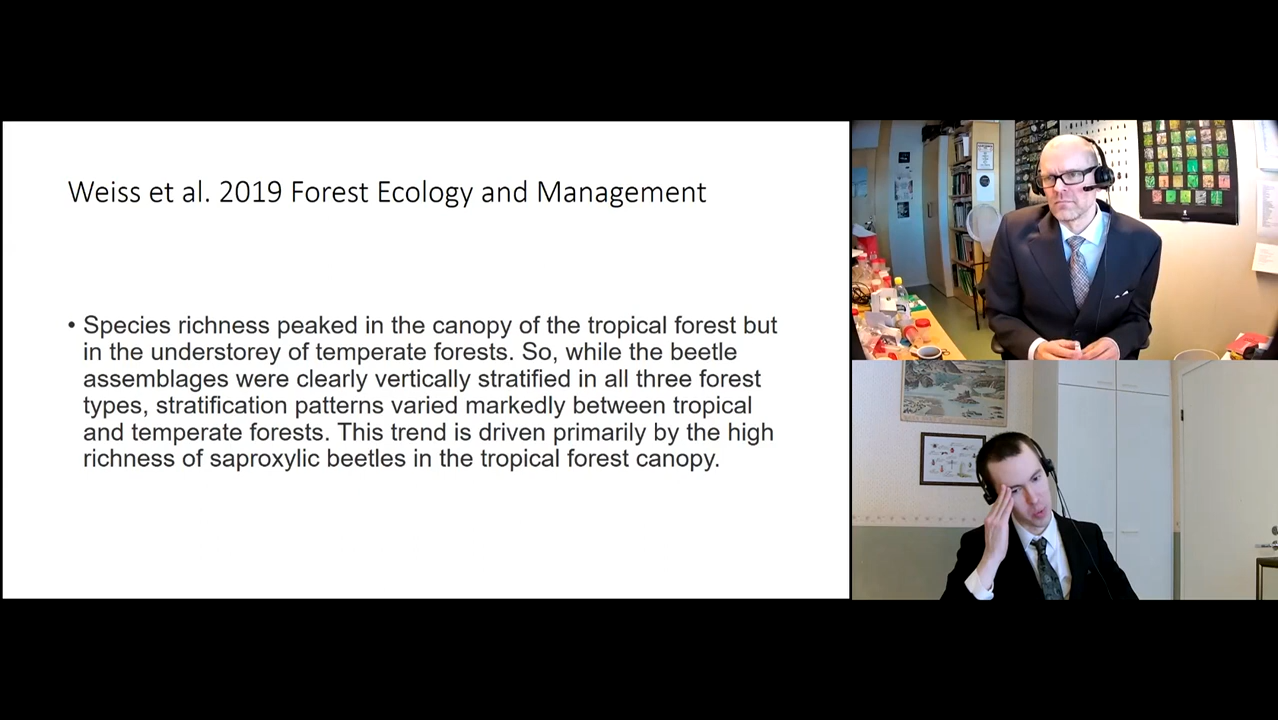 Weiss et al. 2019 Forest Ecology and Management
• Species richness peaked in the canopy of the tropical forest but
in the understorey of temperate forests. So, while the beetle
assemblages were clearly vertically stratified in all three forest
types, stratification patterns varied markedly between tropical
and temperate forests. This trend is driven primarily by the high
richness of saproxylic beetles in the tropical forest canopy.